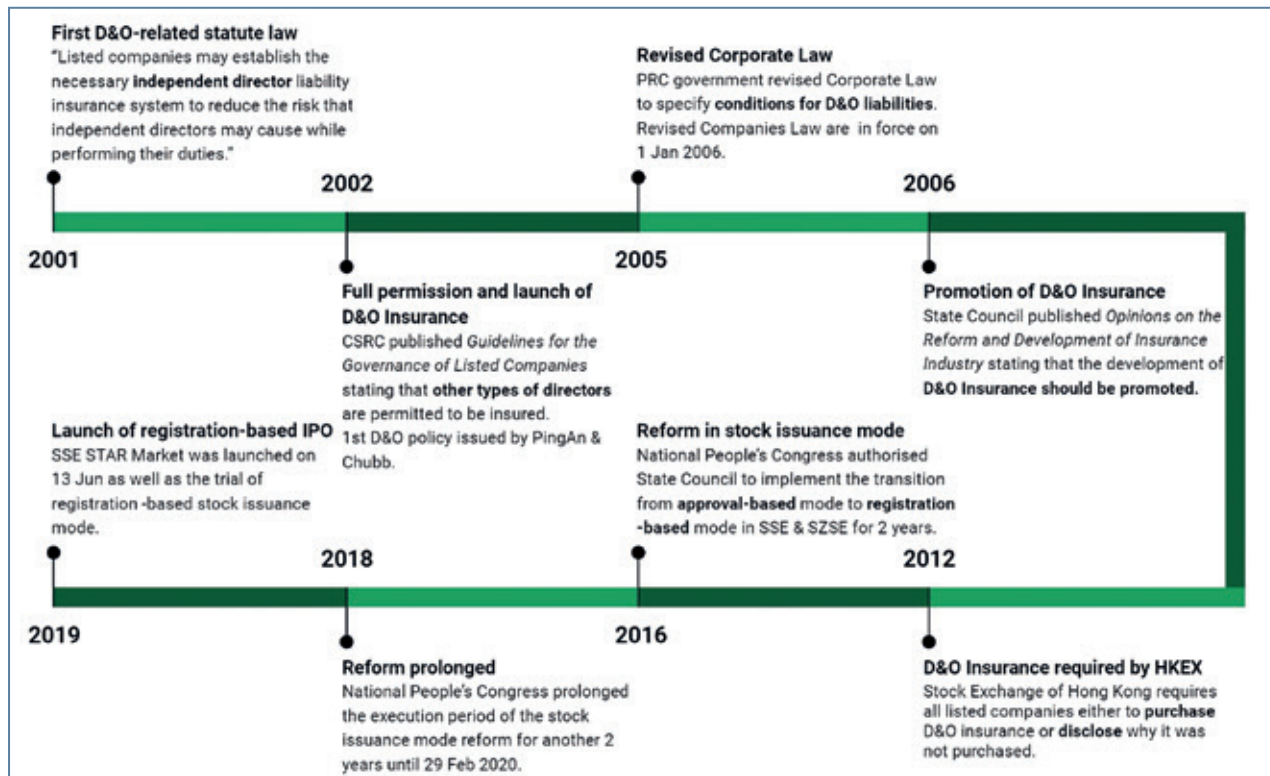 First D&O-related statute law
“Listed companies may establish the
necessary independent director liability
insurance system to reduce the risk that
independent directors may cause while
performing their duties.”
2001
2002
Full permission and launch of
D&O Insurance
CSRC published Guidelines for the
Governance of Listed Companies
stating that other types of directors
are permitted to be insured.
1st D&O policy issued by PingAn &
Chubb.
Revised Corporate Law
PRC government revised Corporate Law
to specify conditions for D&O liabilities.
Revised Companies Law are in force on
1 Jan 2006.
2005
2006
Promotion of D&O Insurance
State Council published Opinions on the
Reform and Development of Insurance
Industry stating that the development of
D&O Insurance should be promoted.
2012
D&O Insurance required by HKEX
Stock Exchange of Hong Kong requires
all listed companies either to purchase
D&O insurance or disclose why it was
not purchased.
Reform in stock issuance mode
National People’s Congress authorised
State Council to implement the transition
from approval-based mode to registration
-based mode in SSE & SZSE for 2 years.
2016
2018
Reform prolonged
National People’s Congress prolonged
the execution period of the stock
issuance mode reform for another 2
years until 29 Feb 2020.
Launch of registration-based IPO
SSE STAR Market was launched on
13 Jun as well as the trial of
registration -based stock issuance
mode.
2019